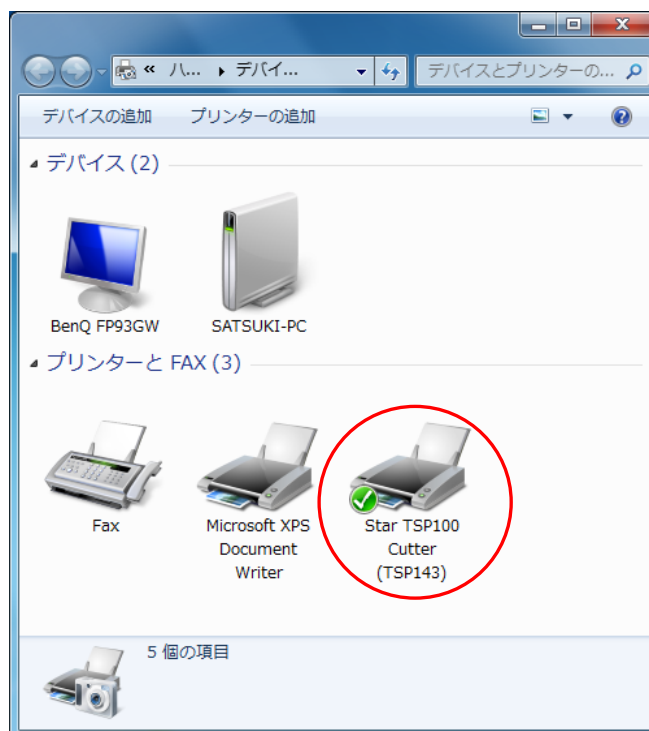 « ハ... ▸ デバイ...
デバイスとプリンターの...
デバイスの追加 プリンターの追加
デバイス (2)
BenQ FP93GW
SATSUKI-PC
プリンターと FAX (3)
Fax
Microsoft XPS
Document
Writer
Star TSP100
Cutter
(TSP143)
5 個の項目